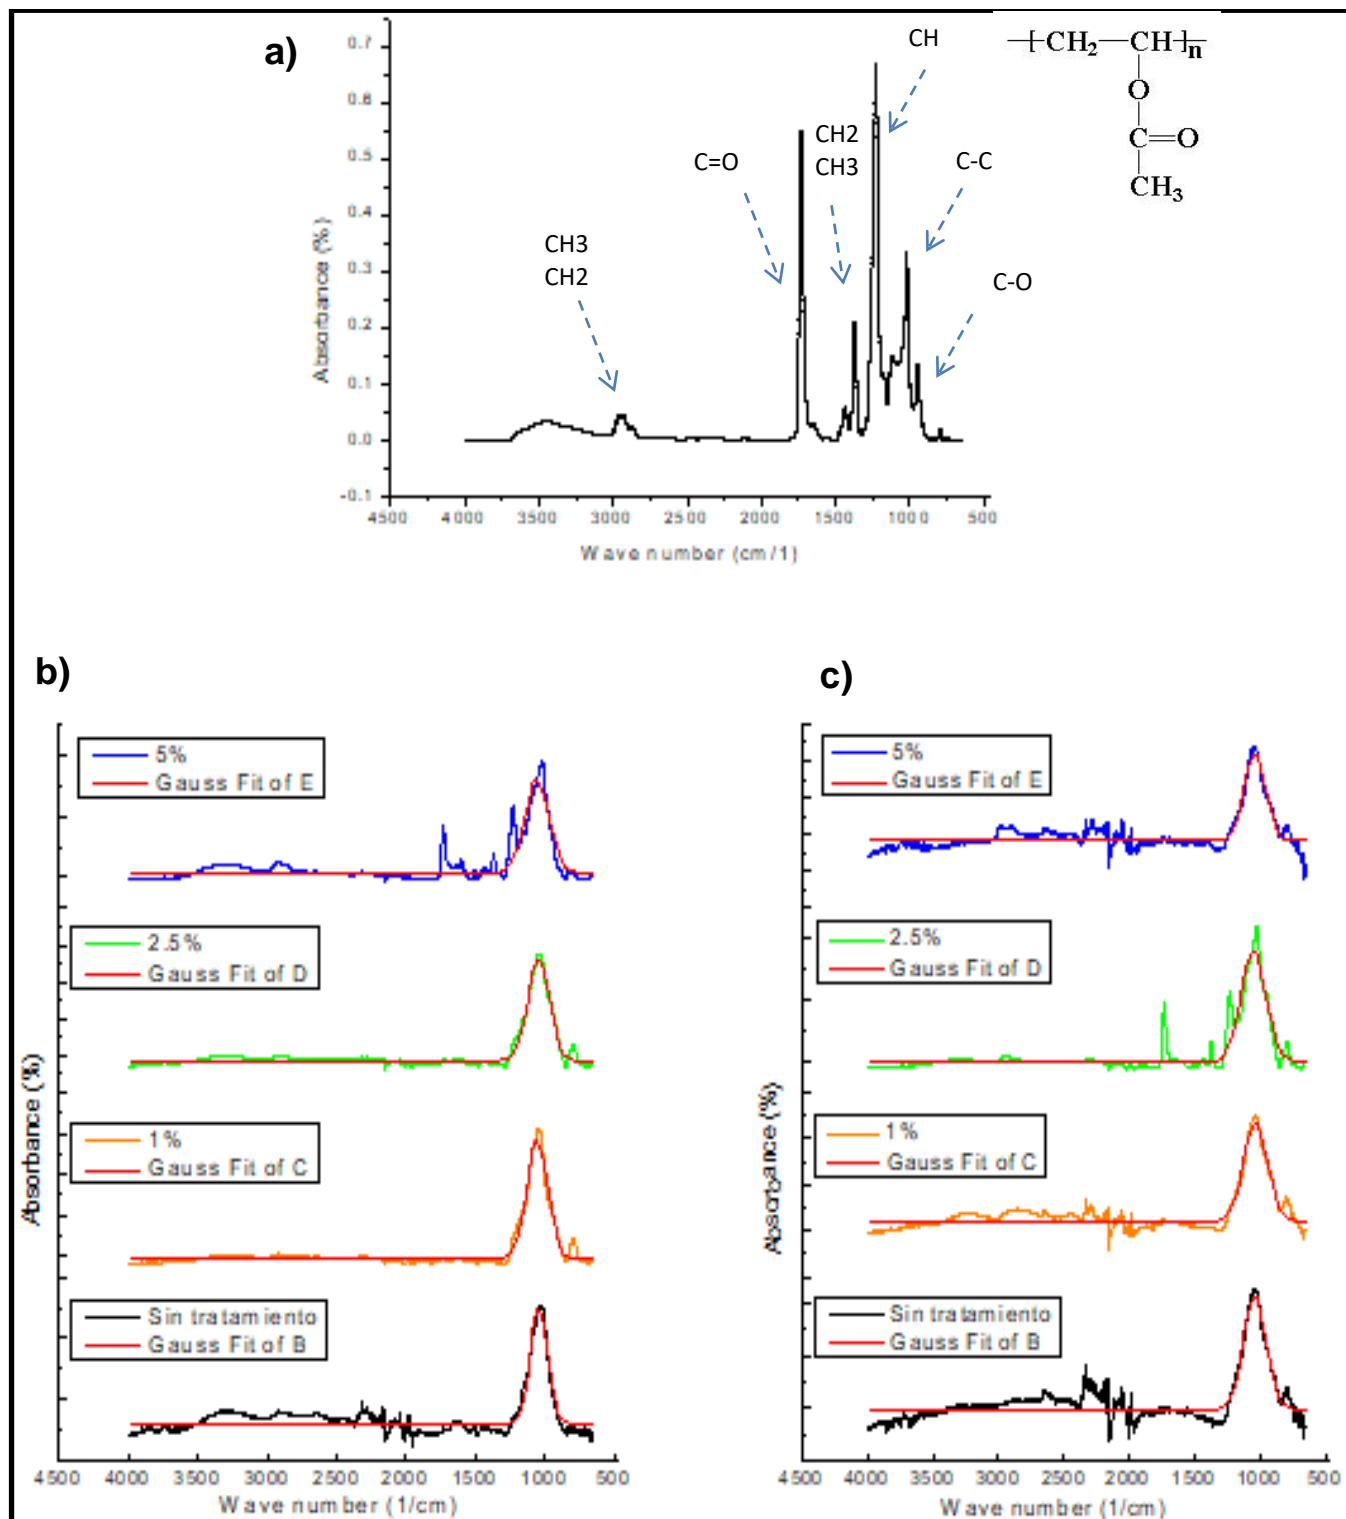 a)
CH
—[CH2—CH]n—
O
C=O
CH3
C=O
CH2
CH3
C-C
CH3
CH2
C-O
Absorbance (%)
0.7
0.6
0.5
0.4
0.3
0.2
0.1
0.0
-0.1
4500 4000 3500 3000 2500 2000 1500 1000 500
Wave number (cm/1)
b)
5%
Gauss Fit of E
2.5%
Gauss Fit of D
1%
Gauss Fit of C
Sin tratamiento
Gauss Fit of B
Absorbance (%)
4500 4000 3500 3000 2500 2000 1500 1000 500
Wave number (1/cm)
c)
5%
Gauss Fit of E
2.5%
Gauss Fit of D
1%
Gauss Fit of C
Sin tratamiento
Gauss Fit of B
Absorbance (%)
4500 4000 3500 3000 2500 2000 1500 1000 500
Wave number (1/cm)